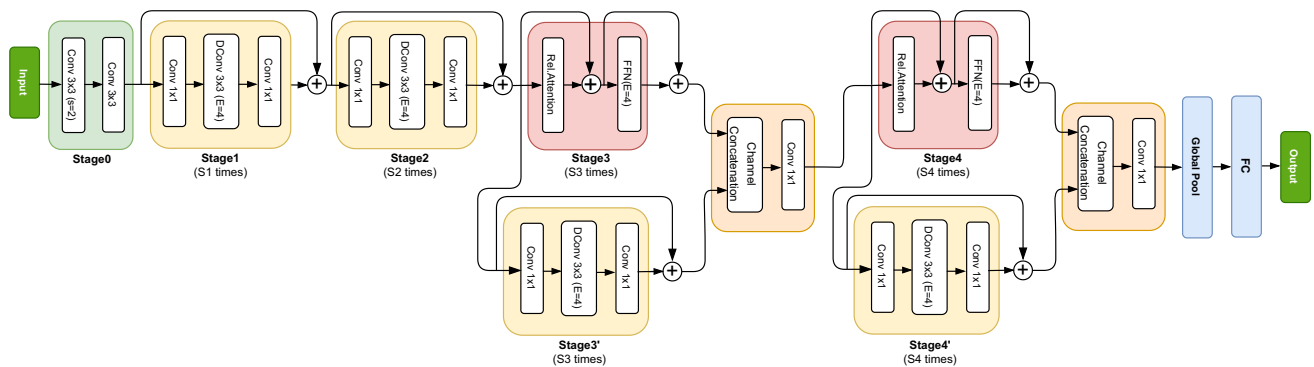 Input
Conv 3x3 (s=2)
Conv 3x3
Stage0
Conv 1x1
DConv 3x3 (E=4)
Conv 1x1
Stage1
(S1 times)
Conv 1x1
DConv 3x3 (E=4)
Conv 1x1
Stage2
(S2 times)
Rel.Attention
FFN(E=4)
Stage3
(S3 times)
Conv 1x1
DConv 3x3 (E=4)
Conv 1x1
Stage3'
(S3 times)
Channel
Concatenation
Conv 1x1
Rel.Attention
FFN(E=4)
Stage4
(S4 times)
Conv 1x1
DConv 3x3 (E=4)
Conv 1x1
Stage4'
(S4 times)
Channel
Concatenation
Conv 1x1
Global Pool
FC
Output